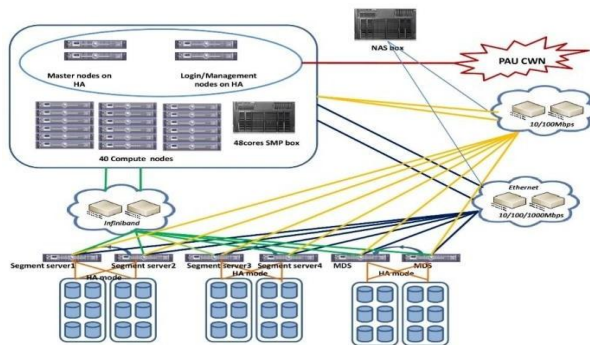 NAS box
PAU CWN
Master nodes on
HA
Login/Management
nodes on HA
10/100Mbps
48cores SMP box
40 Compute nodes
Ethernet
10/100/1000Mbps
Infiniband
Segment server1
Segment server2
Segment server3
Segment server4
MDS
MDS
HA mode
HA mode
HA mode